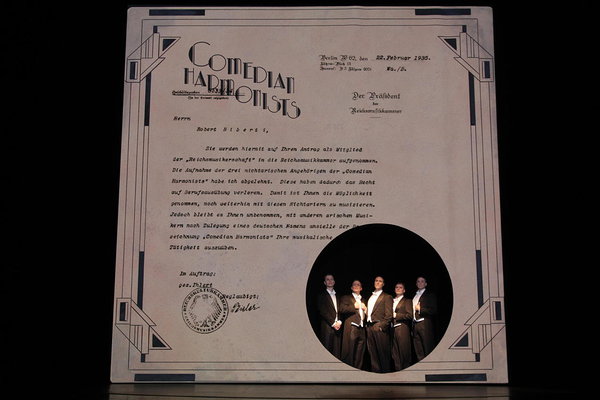 COMEDIAN
HARMONISTS
Berlin W 62, den 22. Februar 1935.
Der Präsident
der
Reichsmusikkammer
Herrn
Robert B i b e r t i,
Sie werden hiermit auf Ihren Antrag als Mitglied
der „Reichsmusikerschaft" in die Reichsmusikkammer aufgenommen.
Die Aufnahme der drei nichtarischen Angehörigen der „Comedian
Harmonists" habe ich abgelehnt. Diese haben dadurch das Recht
auf Berufsausübung verloren. Damit ist Ihnen die Möglichkeit
genommen, noch weiterhin mit diesen Nichtariern zu musizieren.
Jedoch bleibt es Ihnen unbenommen, mit anderen arischen Musi-
kern nach Zulegung eines deutschen Namens anstelle der Be-
zeichnung „Comedian Harmonists" Ihre musikalische
Tätigkeit auszuüben.
Im Auftrag:
gez. Ihlert
Beglaubigt: